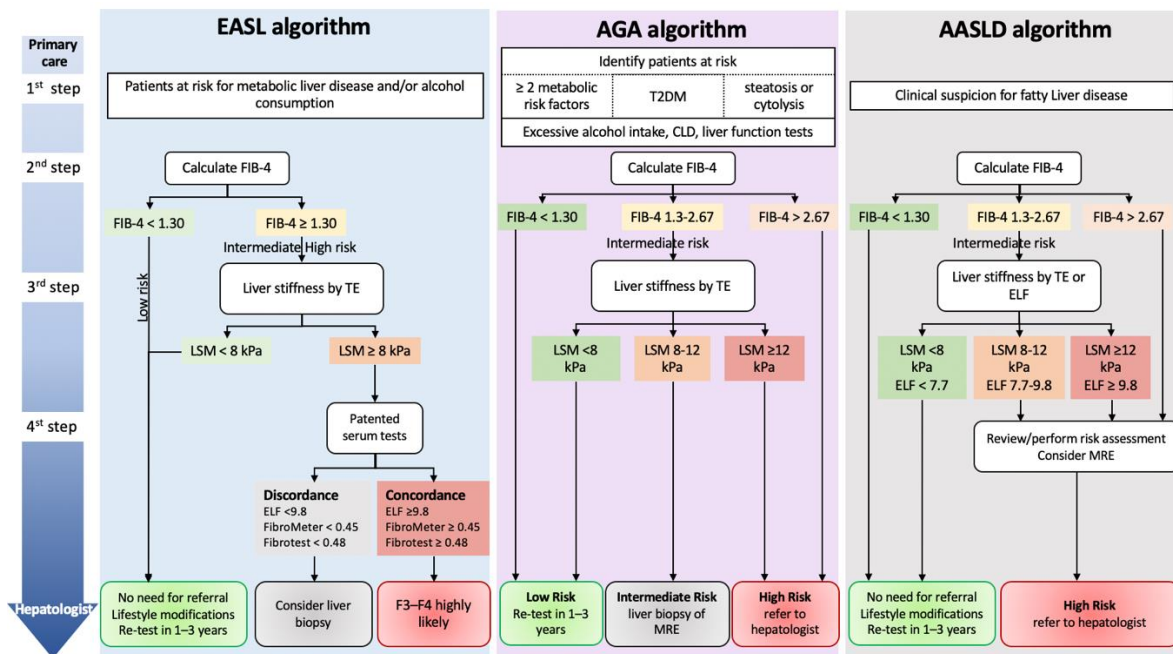 EASL algorithm
AGA algorithm
AASLD algorithm
Primary
care
1st step
2nd step
3rd step
4st step
Hepatologist
Patients at risk for metabolic liver disease and/or alcohol
consumption
Calculate FIB-4
FIB-4 < 1.30
FIB-4 ≥ 1.30
Intermediate High risk
Low risk
Liver stiffness by TE
LSM < 8 kPa
LSM ≥ 8 kPa
Patented
serum tests
Discordance
ELF <9.8
FibroMeter < 0.45
Fibrotest < 0.48
Concordance
ELF ≥9.8
FibroMeter ≥ 0.45
Fibrotest ≥ 0.48
No need for referral
Lifestyle modifications
Re-test in 1–3 years
Consider liver
biopsy
F3–F4 highly
likely
Identify patients at risk
≥ 2 metabolic
risk factors
T2DM
steatosis or
cytolysis
Excessive alcohol intake, CLD, liver function tests
Calculate FIB-4
FIB-4 < 1.30
FIB-4 1.3-2.67
FIB-4 > 2.67
Intermediate risk
Liver stiffness by TE
LSM <8
kPa
LSM 8-12
kPa
LSM ≥12
kPa
Low Risk
Re-test in 1–3
years
Intermediate Risk
liver biopsy of
MRE
High Risk
refer to
hepatologist
Clinical suspicion for fatty Liver disease
Calculate FIB-4
FIB-4 < 1.30
FIB-4 1.3-2.67
FIB-4 > 2.67
Intermediate risk
Liver stiffness by TE or
ELF
LSM <8
kPa
ELF < 7.7
LSM 8-12
kPa
ELF 7.7-9.8
LSM ≥12
kPa
ELF ≥ 9.8
Review/perform risk assessment
Consider MRE
No need for referral
Lifestyle modifications
Re-test in 1–3 years
High Risk
refer to hepatologist